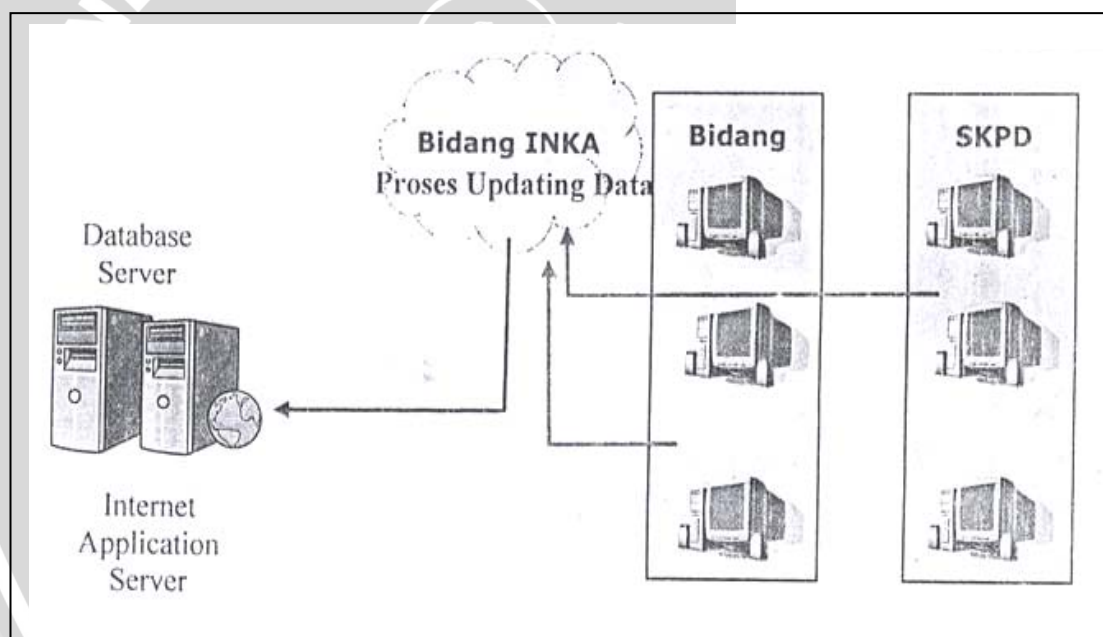 Bidang INKA
Proses Updating Data
Bidang
SKPD
Database
Server
Internet
Application
Server